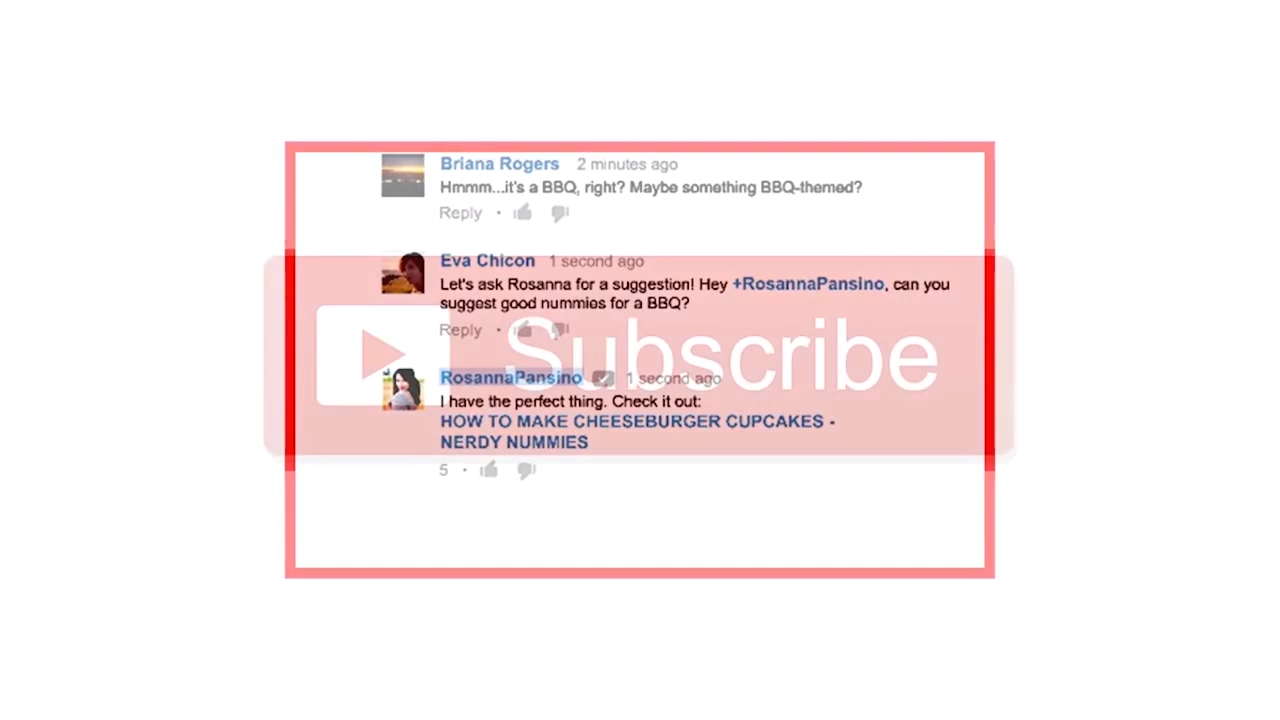 Briana Rogers 2 minutes ago
Hmmm...it's a BBQ, right? Maybe something BBQ-themed?
Reply •
Eva Chicon 1 second ago
Let's ask Rosanna for a suggestion! Hey +RosannaPansino, can you
suggest good nummies for a BBQ?
Reply •
Subscribe
RosannaPansino 1 second ago
I have the perfect thing. Check it out:
HOW TO MAKE CHEESEBURGER CUPCAKES -
NERDY NUMMIES
5 •